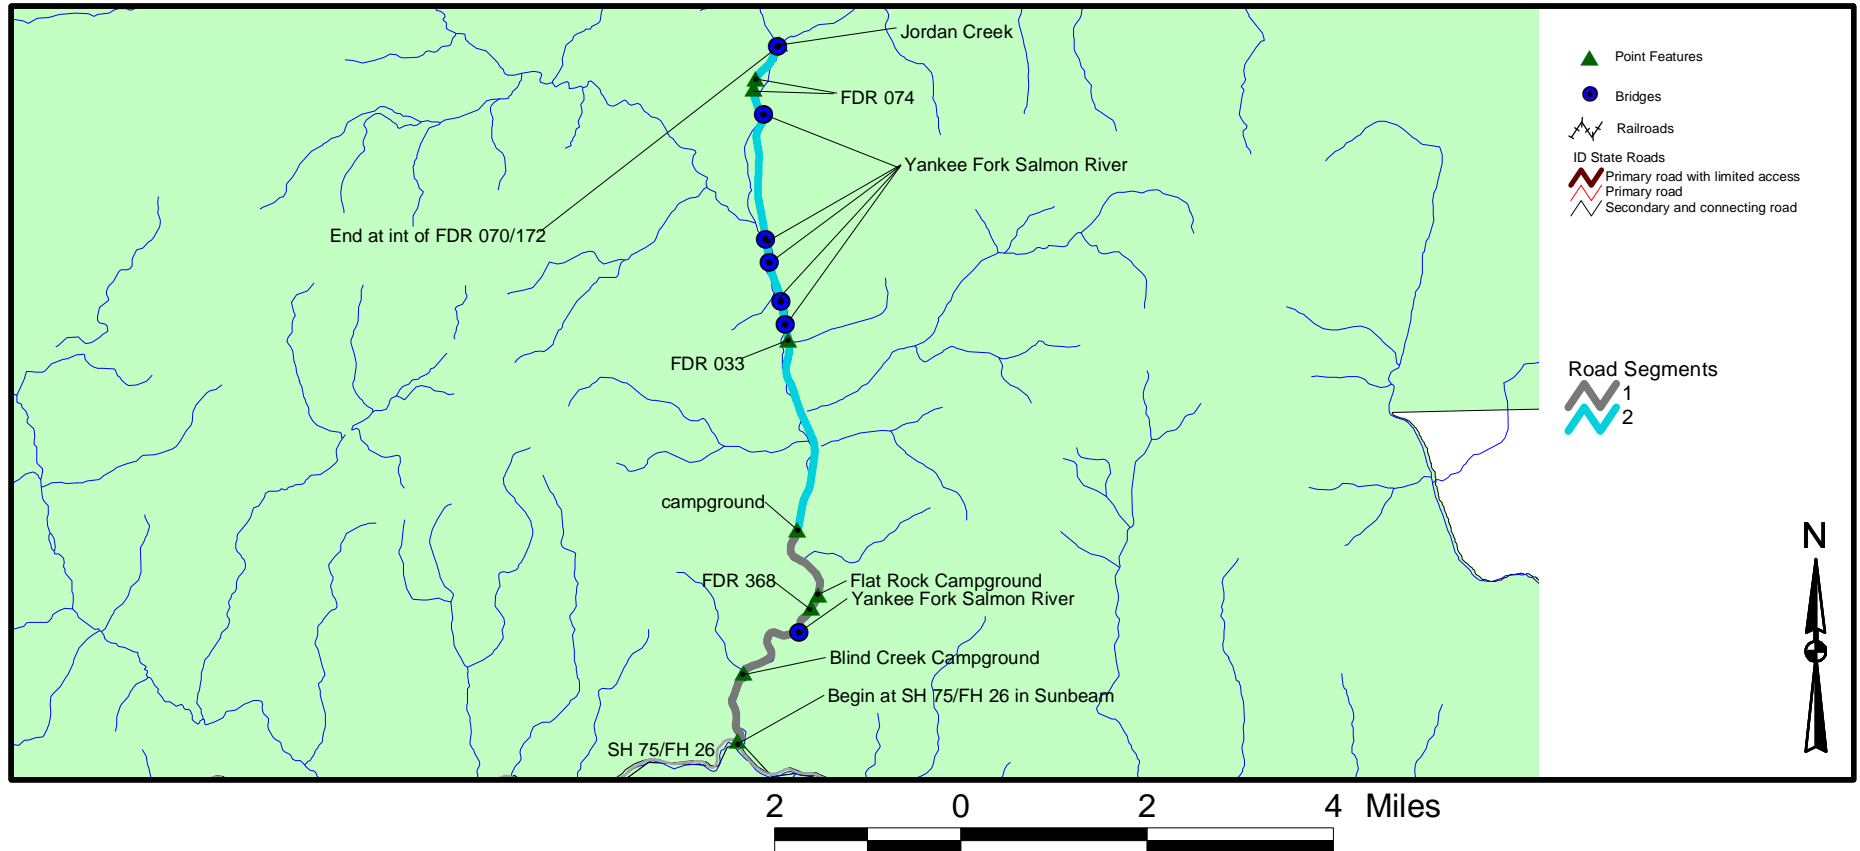 Jordan Creek
FDR 074
Yankee Fork Salmon River
End at int of FDR 070/172
FDR 033
campground
FDR 368
Flat Rock Campground
Yankee Fork Salmon River
Blind Creek Campground
Begin at SH 75/FH 26 in Sunbeam
SH 75/FH 26
Point Features
Bridges
Railroads
ID State Roads
Primary road with limited access
Primary road
Secondary and connecting road
Road Segments
1
2
N
2 0 2 4 Miles